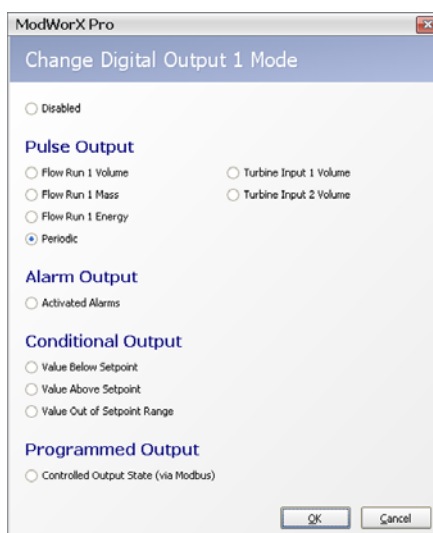 ModWorX Pro
Change Digital Output 1 Mode
Disabled
Pulse Output
Flow Run 1 Volume
Turbine Input 1 Volume
Flow Run 1 Mass
Turbine Input 2 Volume
Flow Run 1 Energy
Periodic
Alarm Output
Activated Alarms
Conditional Output
Value Below Setpoint
Value Above Setpoint
Value Out of Setpoint Range
Programmed Output
Controlled Output State (via Modbus)
OK
Cancel